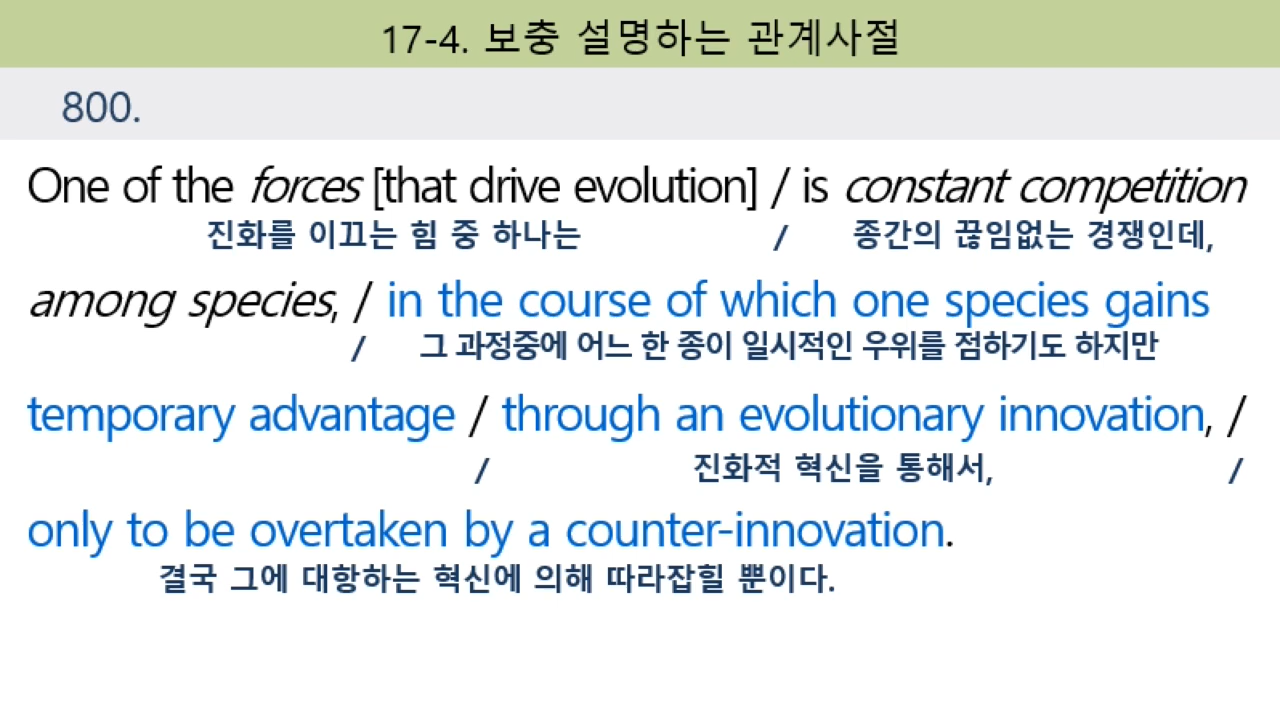 17-4. 보충 설명하는 관계사절
800.
One of the forces [that drive evolution] / is constant competition
진화를 이끄는 힘 중 하나는 / 종간의 끊임없는 경쟁인데,
among species, / in the course of which one species gains
/ 그 과정중에 어느 한 종이 일시적인 우위를 점하기도 하지만
temporary advantage / through an evolutionary innovation, /
/ 진화적 혁신을 통해서, /
only to be overtaken by a counter-innovation.
결국 그에 대항하는 혁신에 의해 따라잡힐 뿐이다.